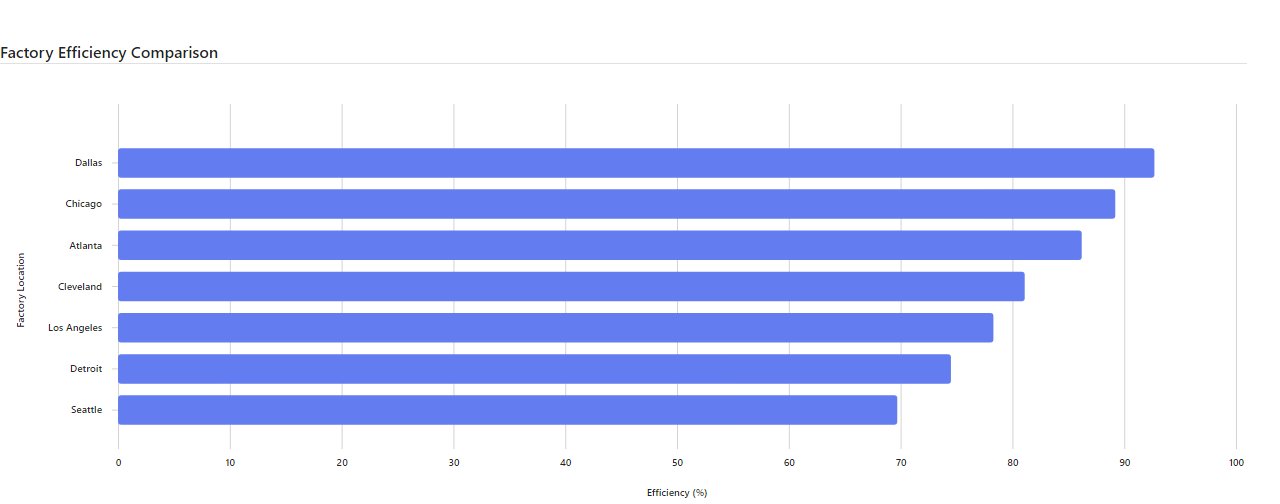 Factory Efficiency Comparison
Dallas
Chicago
Atlanta
Cleveland
Los Angeles
Detroit
Seattle
Factory Location
0 10 20 30 40 50 60 70 80 90 100
Efficiency (%)